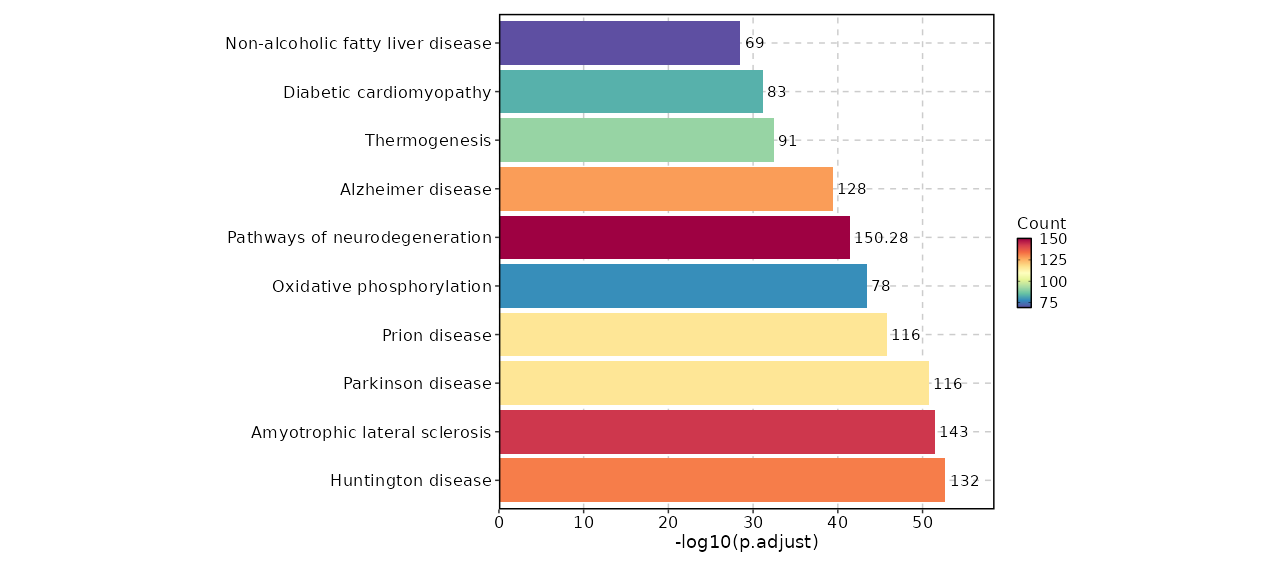 Non-alcoholic fatty liver disease 69
Diabetic cardiomyopathy 83
Thermogenesis 91
Alzheimer disease 128
Pathways of neurodegeneration 150.28
Oxidative phosphorylation 78
Prion disease 116
Parkinson disease 116
Amyotrophic lateral sclerosis 143
Huntington disease 132
0 10 20 30 40 50
-log10(p.adjust)
Count
150
125
100
75